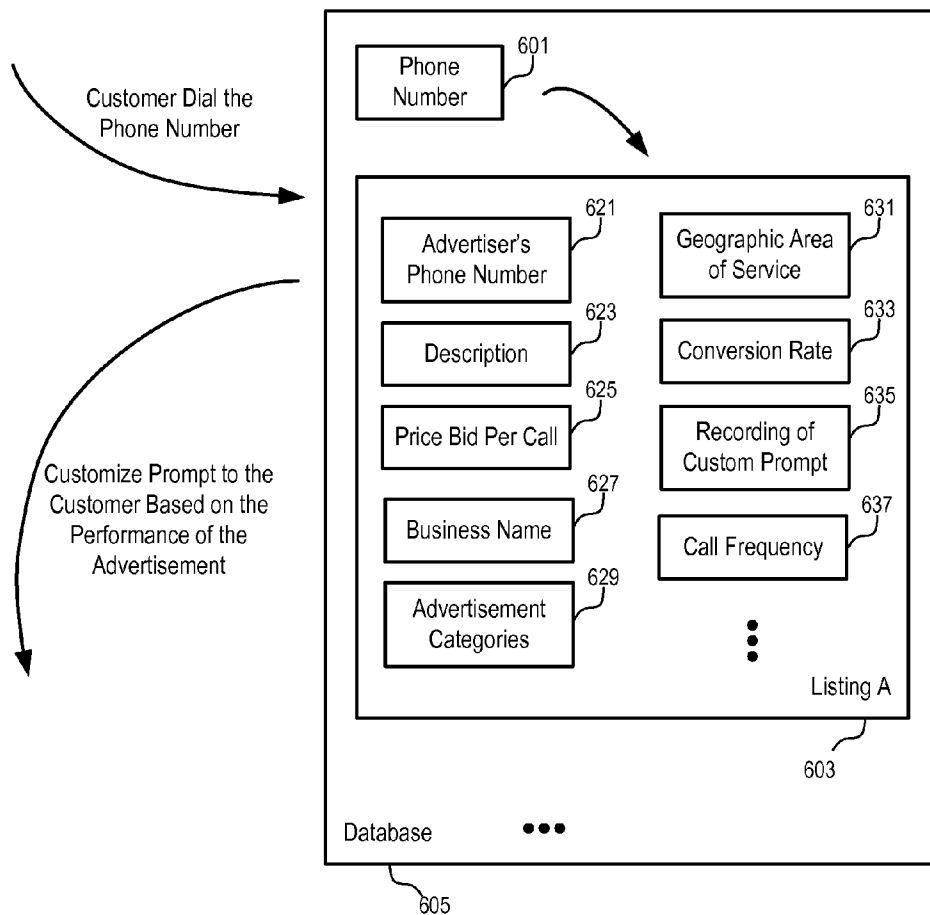 601
Phone
Number
Customer Dial the
Phone Number
621
Advertiser's
Phone Number
623
Description
625
Price Bid Per Call
627
Business Name
629
Advertisement
Categories
631
Geographic Area
of Service
633
Conversion Rate
635
Recording of
Custom Prompt
637
Call Frequency
Listing A
603
Customize Prompt to the
Customer Based on the
Performance of the
Advertisement
Database
605